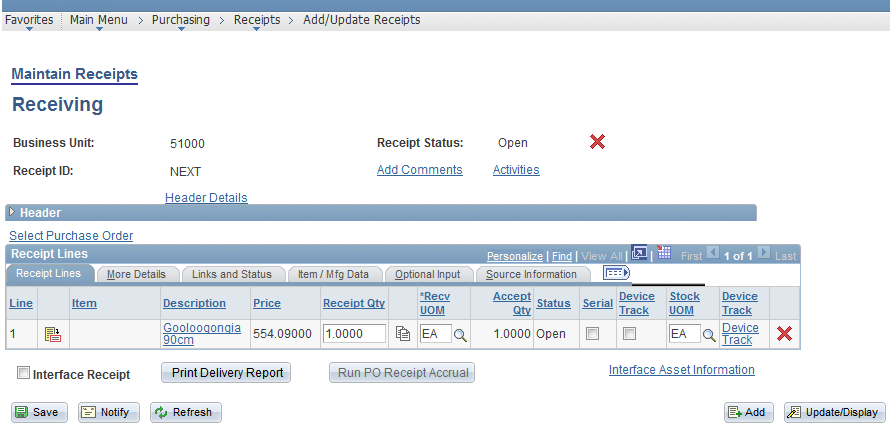 Favorites Main Menu > Purchasing > Receipts > Add/Update Receipts
Maintain Receipts
Receiving
Business Unit: 51000 Receipt Status: Open
Receipt ID: NEXT Add Comments Activities
Header Details
Header
Select Purchase Order
Receipt Lines Personalize | Find | View All | | First 1 of 1 Last
Receipt Lines More Details Links and Status Item / Mfg Data Optional Input Source Information
Line Item Description Price Receipt Qty *Recv UOM Accept Qty Status Serial Device Track Stock UOM Device Track
1 Gooloogongia 90cm 554.09000 1.0000 EA 1.0000 Open EA Device Track
Interface Receipt Print Delivery Report Run PO Receipt Accrual Interface Asset Information
Save Notify Refresh Add Update/Display